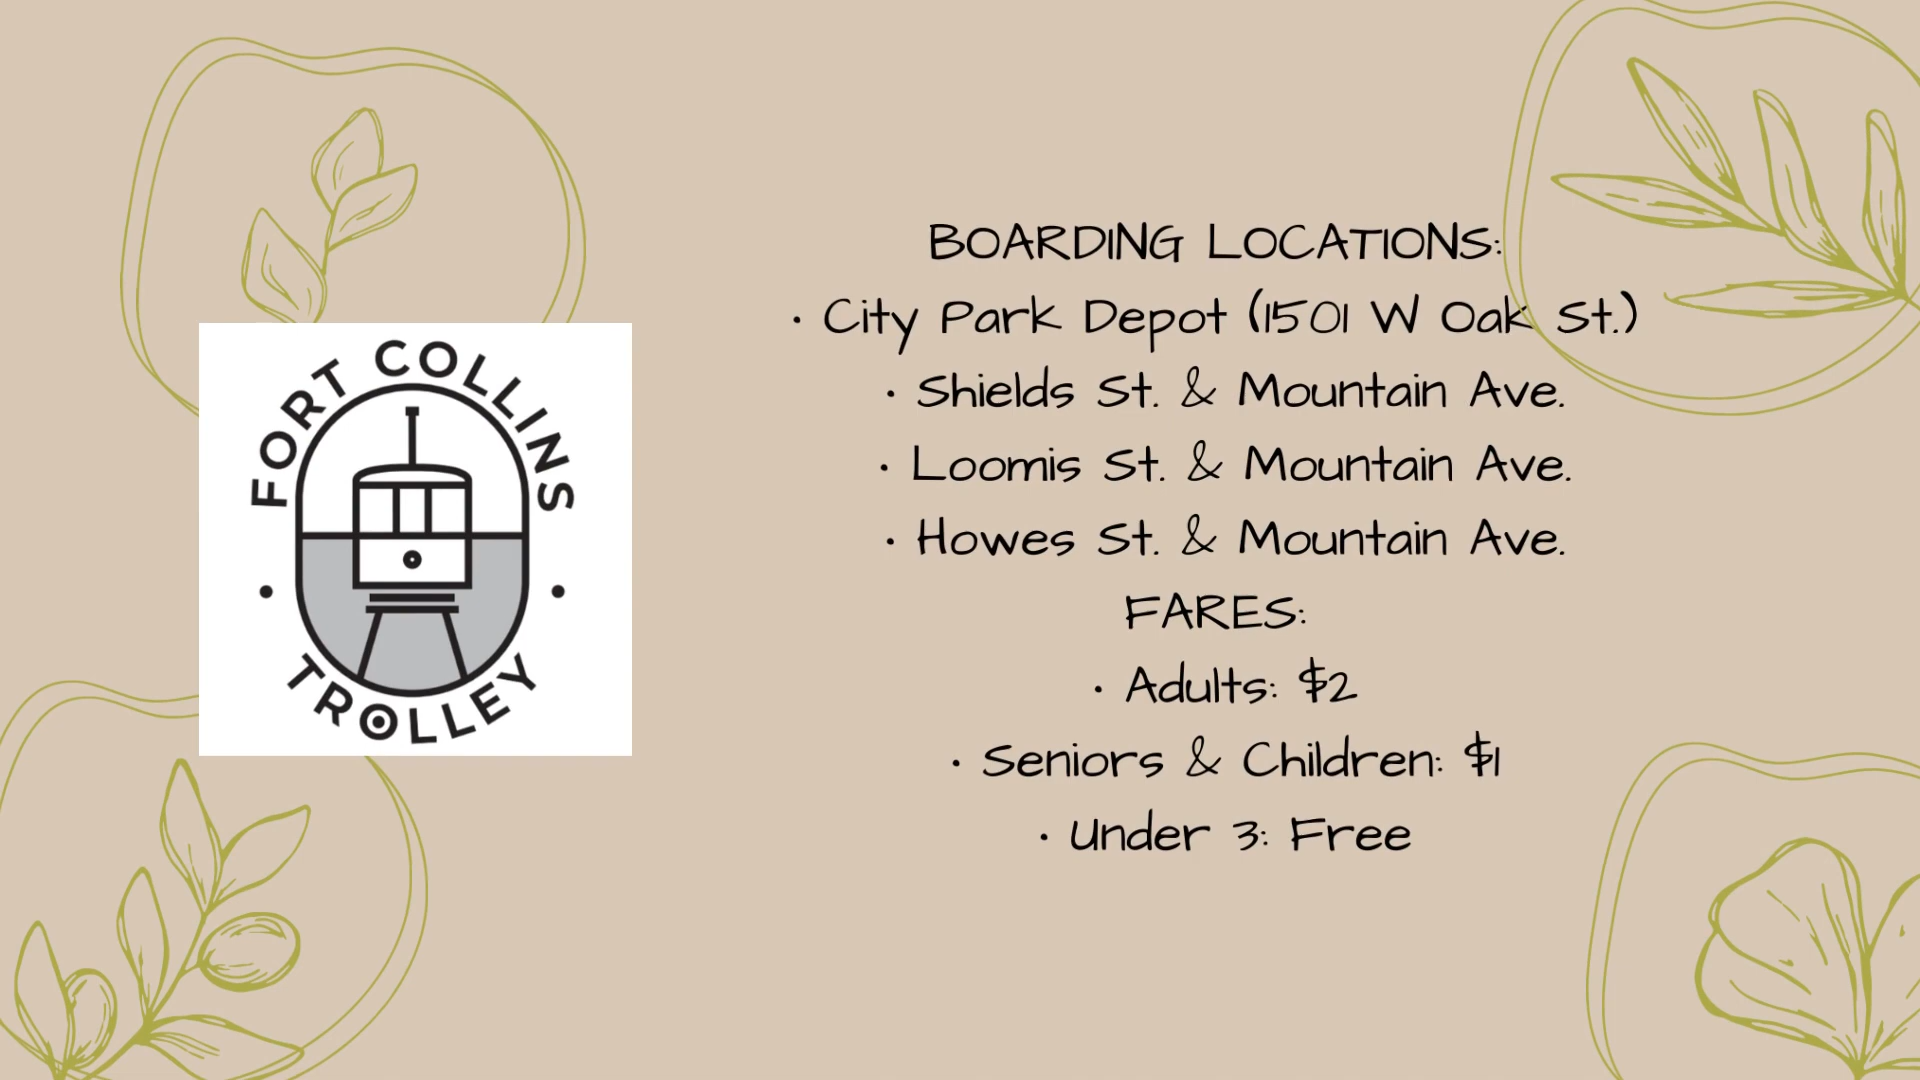 FORT COLLINS
TROLLEY
BOARDING LOCATIONS:
• City Park Depot (1501 W Oak St.)
• Shields St. & Mountain Ave.
• Loomis St. & Mountain Ave.
• Howes St. & Mountain Ave.
FARES:
• Adults: $2
• Seniors & Children: $1
• Under 3: Free